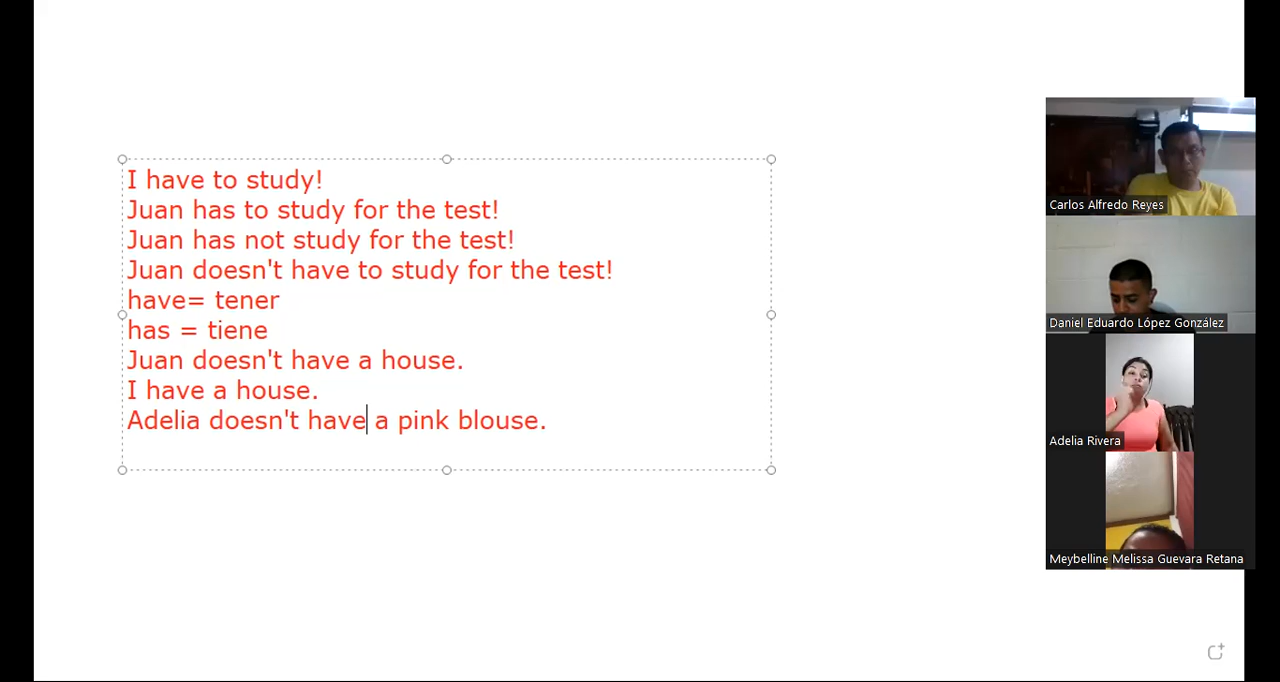 I have to study!
Juan has to study for the test!
Juan has not study for the test!
Juan doesn't have to study for the test!
have= tener
has = tiene
Juan doesn't have a house.
I have a house.
Adelia doesn't have a pink blouse.
Carlos Alfredo Reyes
Daniel Eduardo López González
Adelia Rivera
Meybelline Melissa Guevara Retana